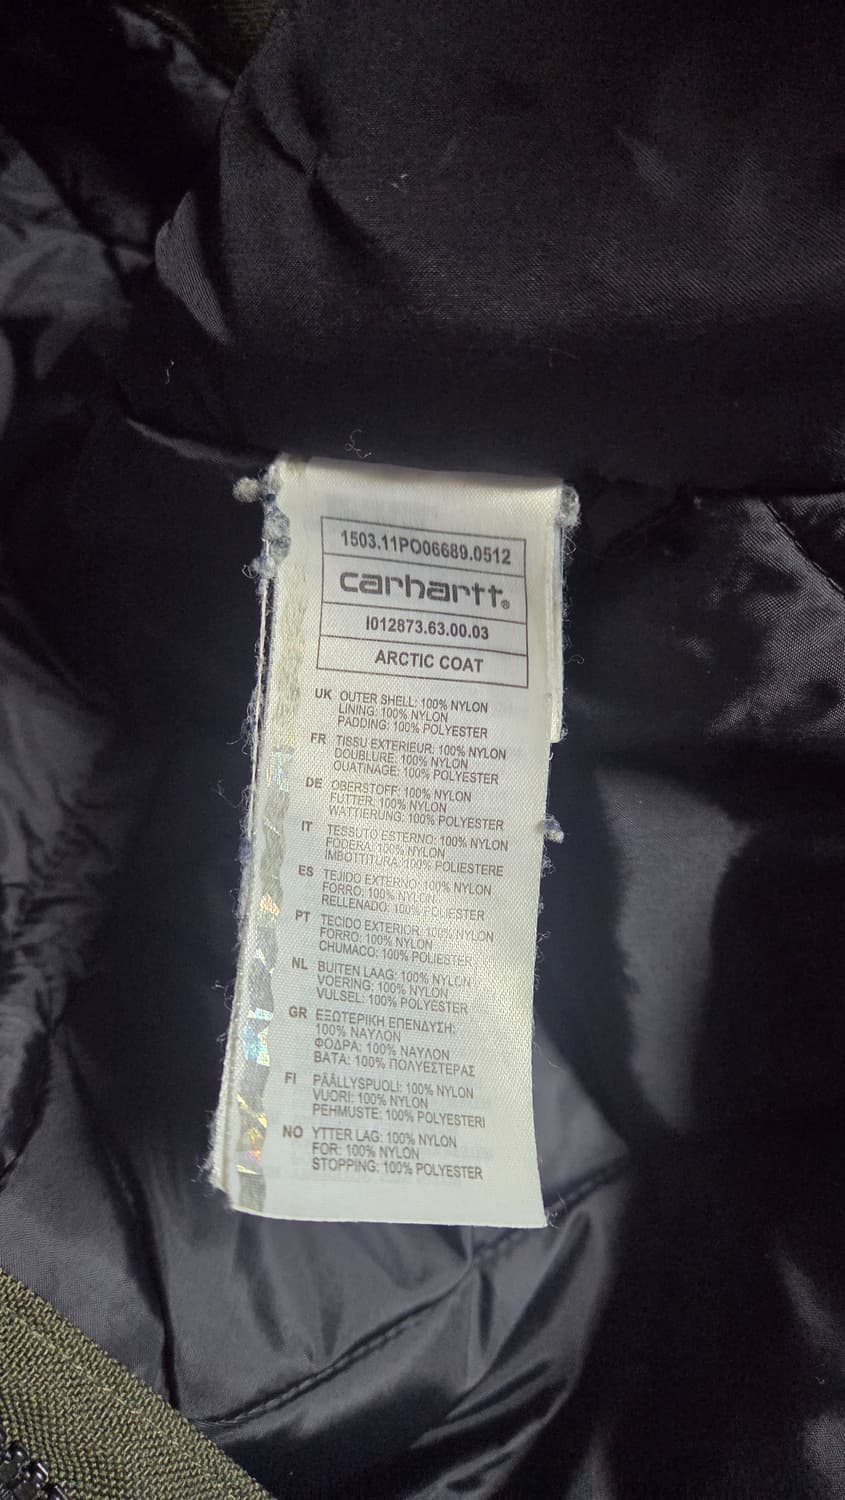 1503.11PO06689.0512
carhartt®
I012873.63.00.03
ARCTIC COAT
UK OUTER SHELL: 100% NYLON
LINING: 100% NYLON
PADDING: 100% POLYESTER
FR TISSU EXTERIEUR: 100% NYLON
DOUBLURE: 100% NYLON
OUATINAGE: 100% POLYESTER
DE OBERSTOFF: 100% NYLON
FUTTER: 100% NYLON
WATTIERUNG: 100% POLYESTER
IT TESSUTO ESTERNO: 100% NYLON
FODERA: 100% NYLON
IMBOTTITURA: 100% POLIESTERE
ES TEJIDO EXTERNO: 100% NYLON
FORRO: 100% NYLON
RELLENADO: 100% POLIESTER
PT TECIDO EXTERIOR: 100% NYLON
FORRO: 100% NYLON
CHUMACO: 100% POLIESTER
NL BUITEN LAAG: 100% NYLON
VOERING: 100% NYLON
VULSEL: 100% POLYESTER
GR ΕΞΩΤΕΡΙΚΗ ΕΠΕΝΔΥΣΗ:
100% ΝΑΥΛΟΝ
ΦΟΔΡΑ: 100% ΝΑΥΛΟΝ
ΒΑΤΑ: 100% ΠΟΛΥΕΣΤΕΡΑΣ
FI PÄÄLLYSPUOLI: 100% NYLON
VUORI: 100% NYLON
PEHMUSTE: 100% POLYESTERI
NO YTTER LAG: 100% NYLON
FOR: 100% NYLON
STOPPING: 100% POLYESTER